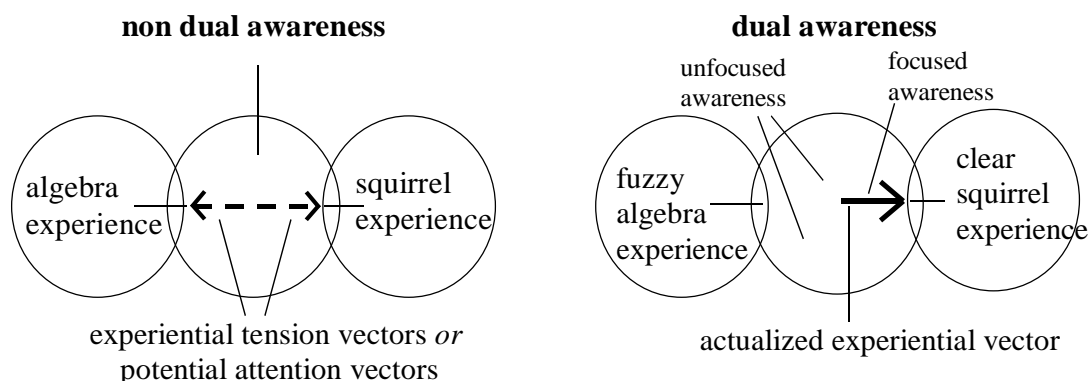 non dual awareness
algebra
experience
squirrel
experience
experiential tension vectors or
potential attention vectors
dual awareness
unfocused
awareness
focused
awareness
fuzzy
algebra
experience
clear
squirrel
experience
actualized experiential vector